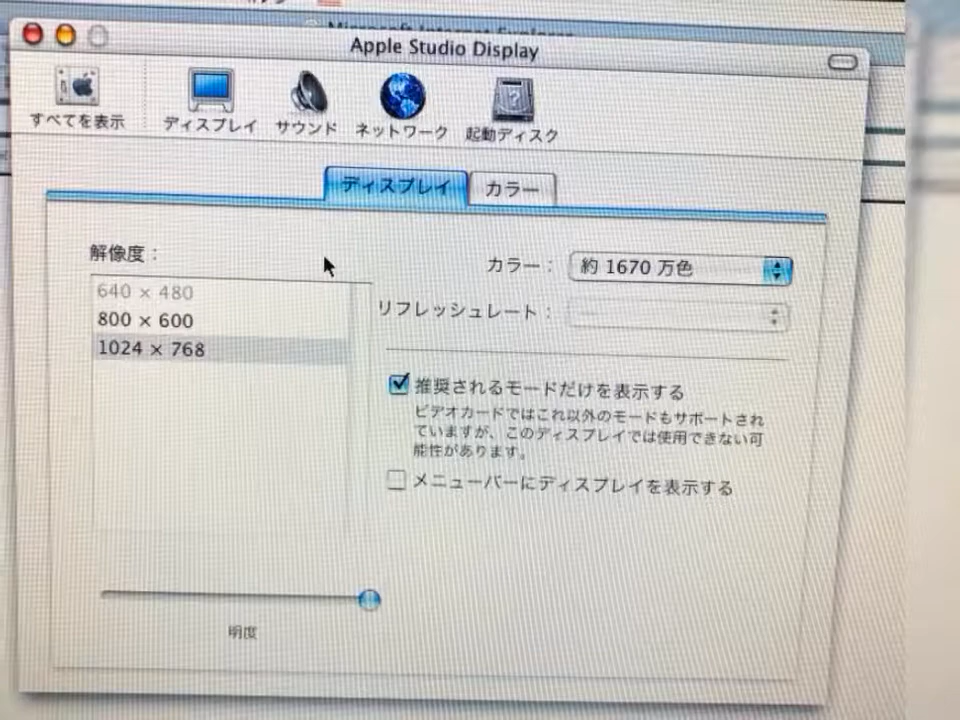 Microsoft Internet Explorer
Apple Studio Display
すべてを表示
ディスプレイ
サウンド
ネットワーク
起動ディスク
ディスプレイ
カラー
解像度：
640 × 480
800 × 600
1024 × 768
カラー：
約 1670 万色
リフレッシュレート：
推奨されるモードだけを表示する
ビデオカードではこれ以外のモードもサポートされ
ていますが、このディスプレイでは使用できない可
能性があります。
メニューバーにディスプレイを表示する
明度